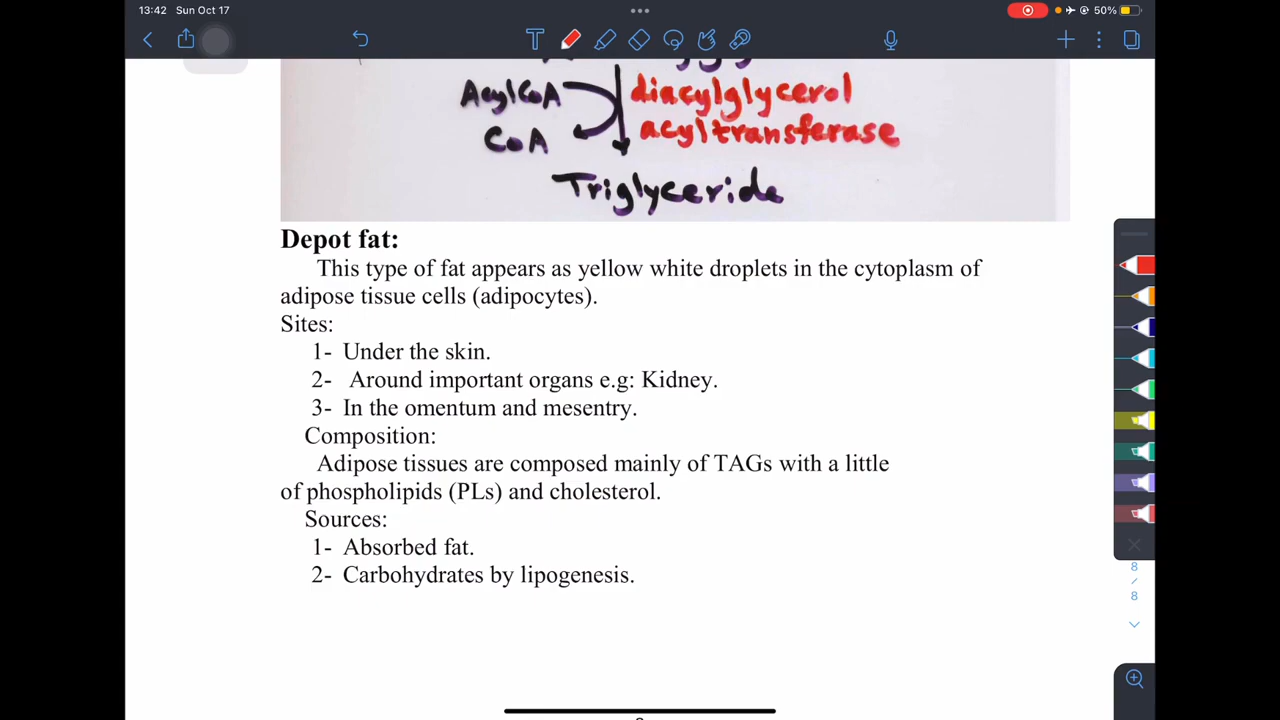 13:42 Sun Oct 17
50%
AcylCoA diacylglycerol
CoA acyltransferase
Triglyceride
Depot fat:
This type of fat appears as yellow white droplets in the cytoplasm of
adipose tissue cells (adipocytes).
Sites:
1- Under the skin.
2- Around important organs e.g: Kidney.
3- In the omentum and mesentry.
Composition:
Adipose tissues are composed mainly of TAGs with a little
of phospholipids (PLs) and cholesterol.
Sources:
1- Absorbed fat.
2- Carbohydrates by lipogenesis.
8
/
8